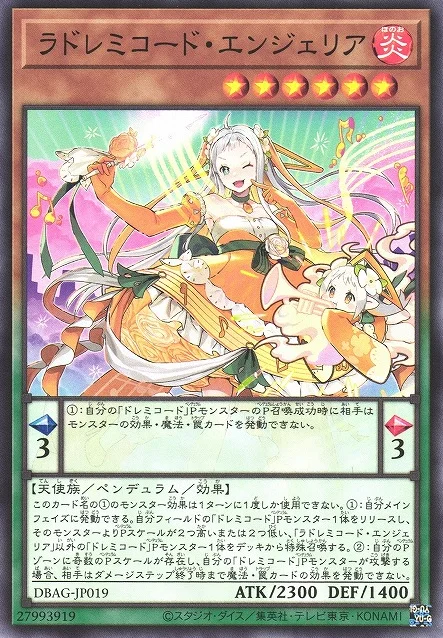 ラドレミコード・エンジェリア
ほのお
炎
①:自分の「ドレミコード」PモンスターのP召喚成功時に相手は
モンスターの効果・魔法・罠カードを発動できない。
3
3
【天使族/ペンデュラム/効果】
このカード名の①のモンスター効果は1ターンに1度しか使用できない。①:自分メイン
フェイズに発動できる。自分フィールドの「ドレミコード」Pモンスター1体をリリースし、
そのモンスターよりPスケールが2つ高いまたは2つ低い、「ラドレミコード・エンジェ
リア」以外の「ドレミコード」Pモンスター1体をデッキから特殊召喚する。②:自分のP
ゾーンに奇数のPスケールが存在し、自分の「ドレミコード」Pモンスターが攻撃す
る場合、相手はダメージステップ終了時まで魔法・罠カードの効果を発動できない。
DBAG-JP019
ATK/2300
DEF/1400
27993919
©スタジオ・ダイス/集英社・テレビ東京・KONAMI